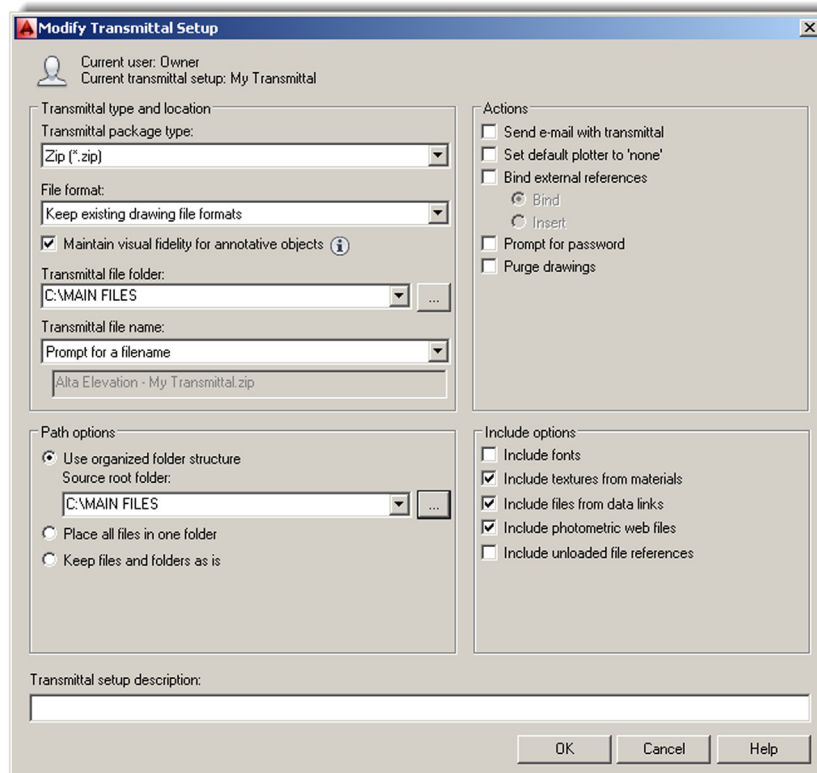 Modify Transmittal Setup
Current user: Owner
Current transmittal setup: My Transmittal
Transmittal type and location
Transmittal package type:
Zip (*.zip)
File format:
Keep existing drawing file formats
Maintain visual fidelity for annotative objects
Transmittal file folder:
C:\MAIN FILES
...
Transmittal file name:
Prompt for a filename
Alta Elevation - My Transmittal.zip
Actions
Send e-mail with transmittal
Set default plotter to 'none'
Bind external references
Bind
Insert
Prompt for password
Purge drawings
Path options
Use organized folder structure
Source root folder:
C:\MAIN FILES
...
Place all files in one folder
Keep files and folders as is
Include options
Include fonts
Include textures from materials
Include files from data links
Include photometric web files
Include unloaded file references
Transmittal setup description:
OK
Cancel
Help